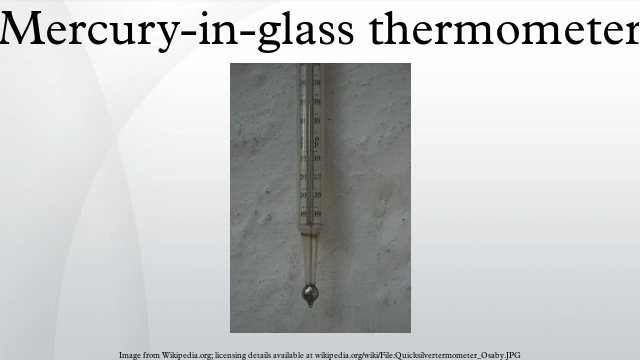 Mercury-in-glass thermometer
Image from Wikipedia.org; licensing details available at wikipedia.org/wiki/File:Quicksilvertermometer_Osaby.JPG